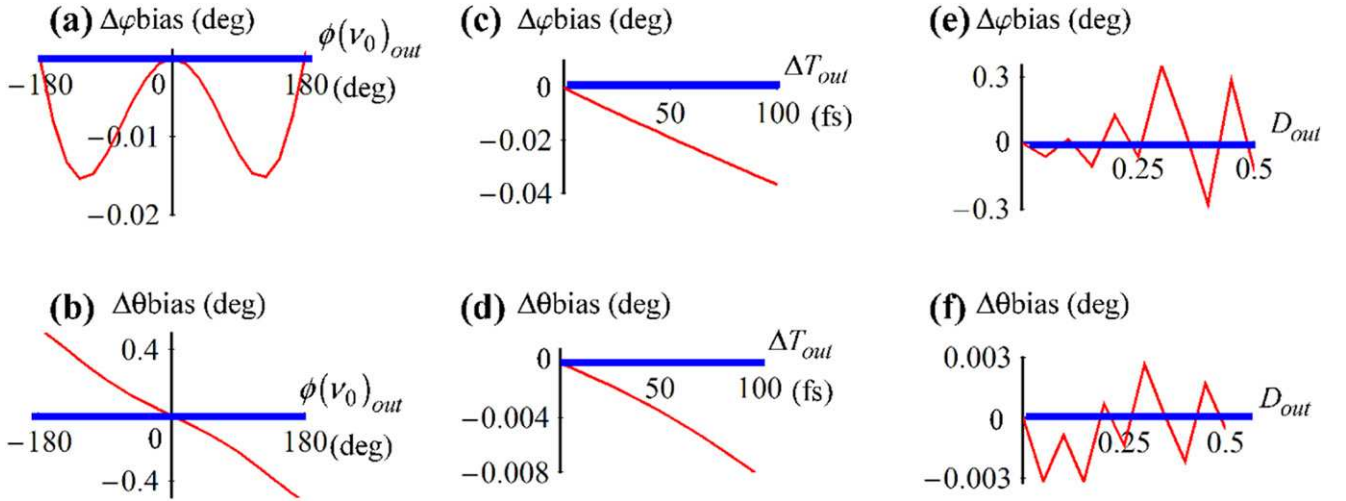 (a) Δφbias (deg)
ϕ(ν₀)out
−180 0 180 (deg)
−0.01
−0.02
(c) Δφbias (deg)
0 ΔTout
50 100 (fs)
−0.02
−0.04
(e) Δφbias (deg)
0.3
0 Dout
0.25 0.5
−0.3
(b) Δθbias (deg)
0.4
ϕ(ν₀)out
−180 0 180 (deg)
−0.4
(d) Δθbias (deg)
0 ΔTout
50 100 (fs)
−0.004
−0.008
(f) Δθbias (deg)
0.003
0 Dout
0.25 0.5
−0.003